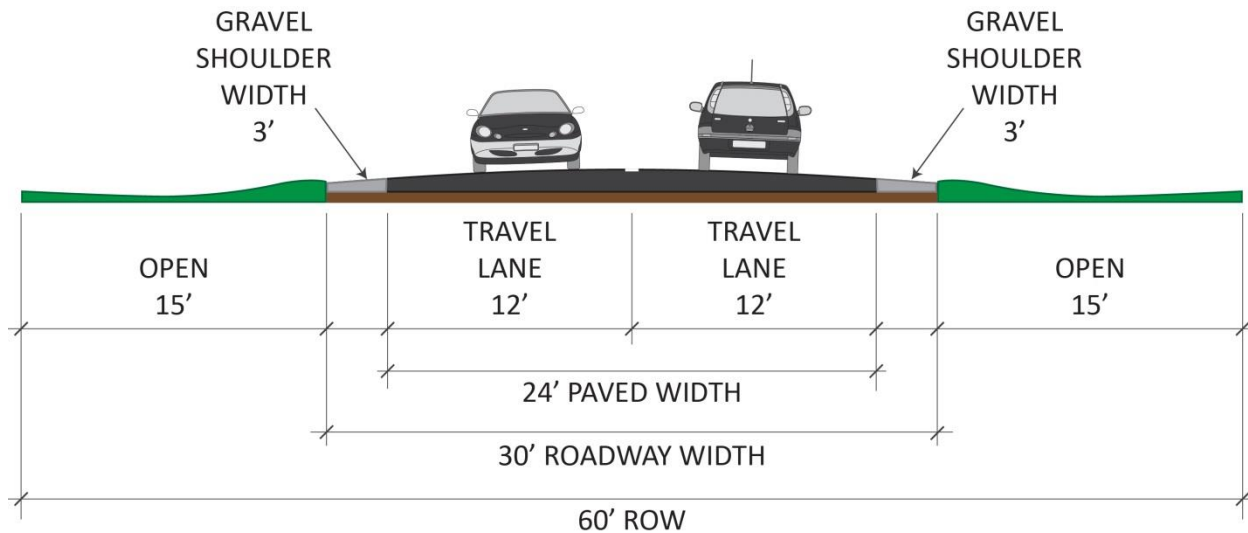 GRAVEL
SHOULDER
WIDTH
3’
GRAVEL
SHOULDER
WIDTH
3’
OPEN
15’
TRAVEL
LANE
12’
TRAVEL
LANE
12’
OPEN
15’
24’ PAVED WIDTH
30’ ROADWAY WIDTH
60’ ROW